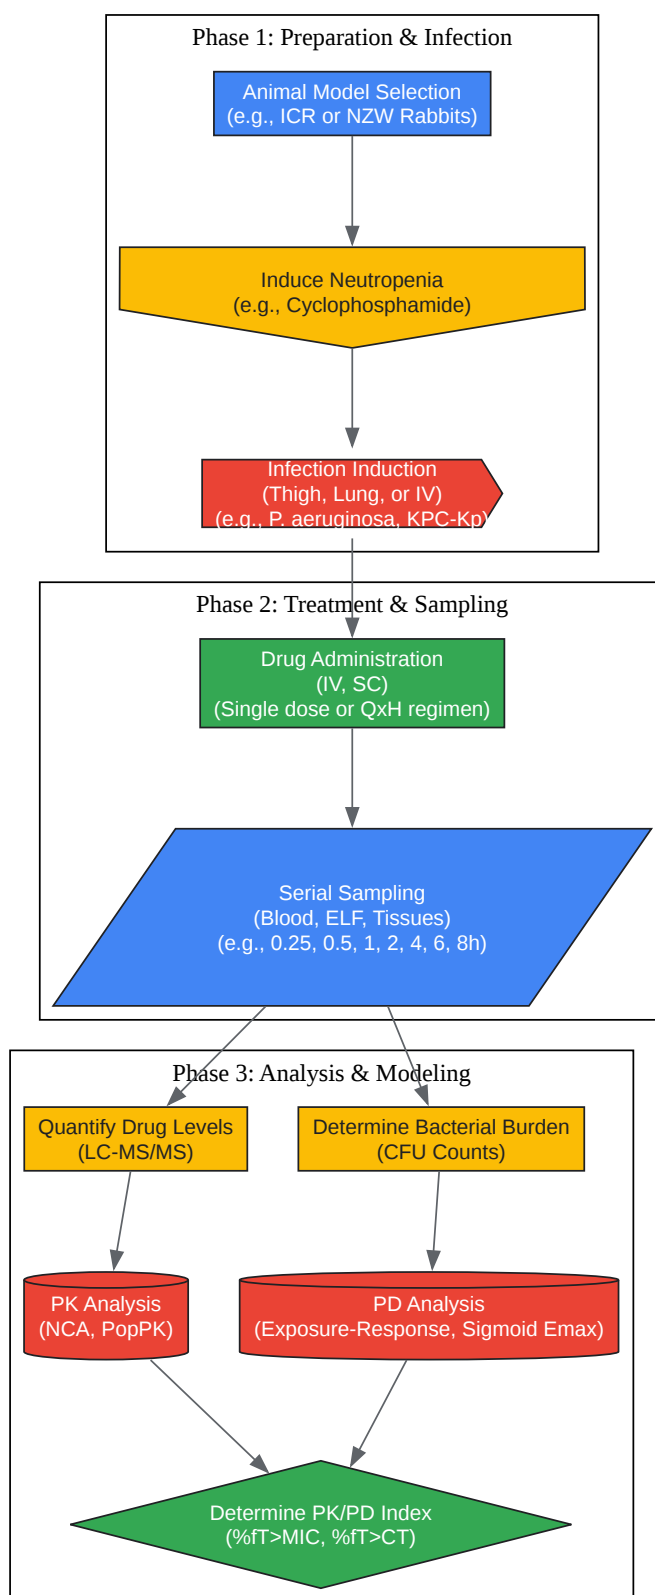 Phase 1: Preparation & Infection
Animal Model Selection
(e.g., ICR or NZW Rabbits)
Induce Neutropenia
(e.g., Cyclophosphamide)
Infection Induction
(Thigh, Lung, or IV)
(e.g., P. aeruginosa, KPC-Kp)
Phase 2: Treatment & Sampling
Drug Administration
(IV, SC)
(Single dose or QxH regimen)
Serial Sampling
(Blood, ELF, Tissues)
(e.g., 0.25, 0.5, 1, 2, 4, 6, 8h)
Phase 3: Analysis & Modeling
Quantify Drug Levels
(LC-MS/MS)
Determine Bacterial Burden
(CFU Counts)
PK Analysis
(NCA, PopPK)
PD Analysis
(Exposure-Response, Sigmoid Emax)
Determine PK/PD Index
(%fT>MIC, %fT>CT)